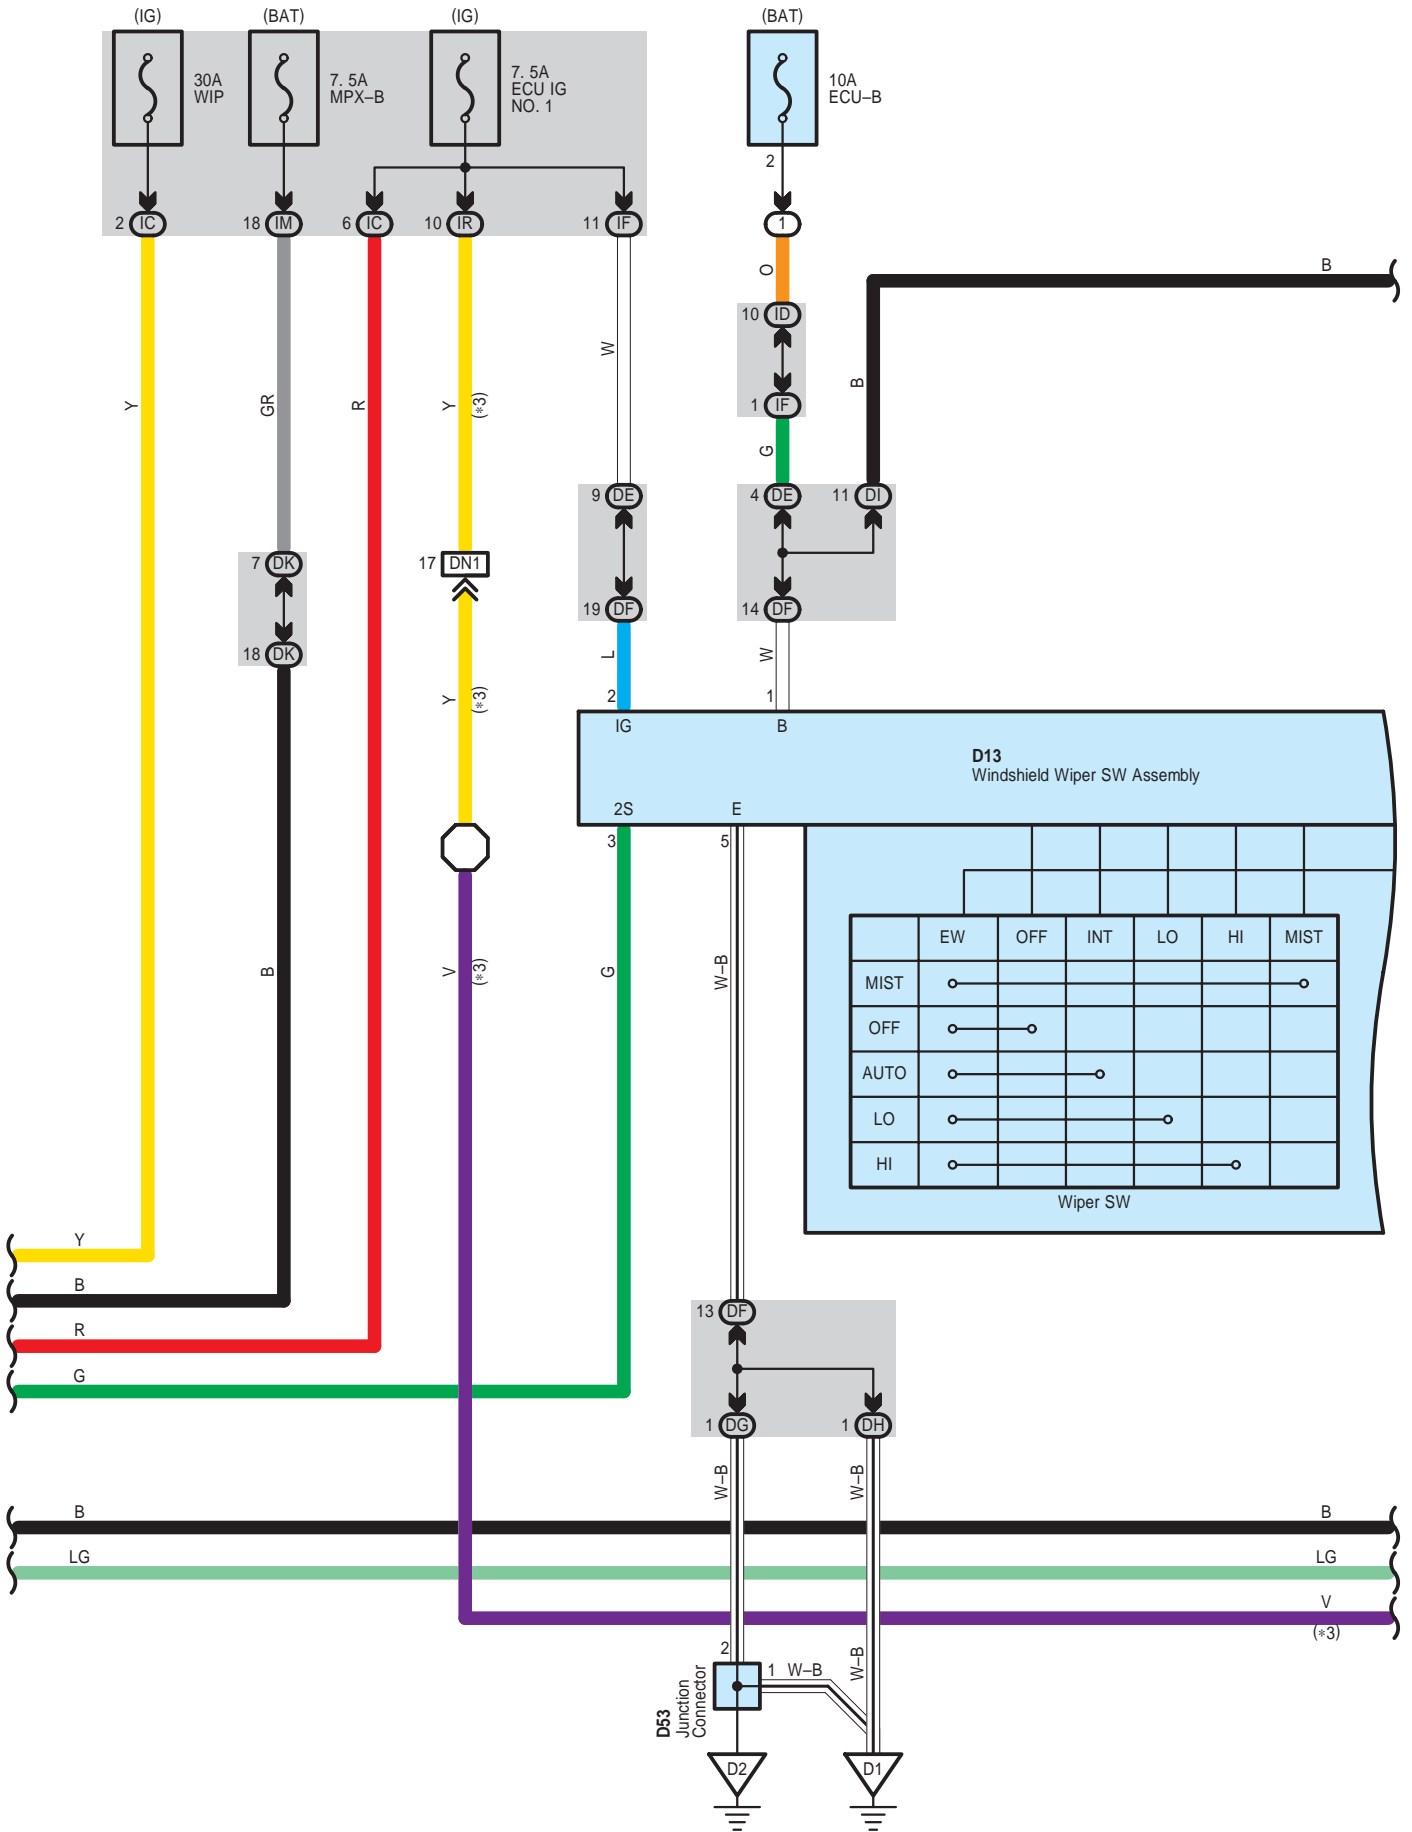 (IG) (BAT) (IG) (BAT)
30A
WIP
7. 5A
MPX–B
7. 5A
ECU IG
NO. 1
10A
ECU–B
2
2 IC 18 IM 6 IC 10 IR 11 IF 1
B
O
10 ID
W
Y GR R Y (*3) B
1 IF
G
9 DE 4 DE 11 DI
7 DK 17 DN1
19 DF 14 DF
18 DK
L W
Y (*3)
2 1
IG B
D13
Windshield Wiper SW Assembly
2S E
3 5
EW OFF INT LO HI MIST
B V (*3) G W–B
MIST
OFF
AUTO
LO
HI
Wiper SW
Y
B
13 DF
R
G
1 DG 1 DH
W–B W–B
B B
LG LG
V
(*3)
2
1 W–B W–B
D53
Junction
Connector
D2 D1